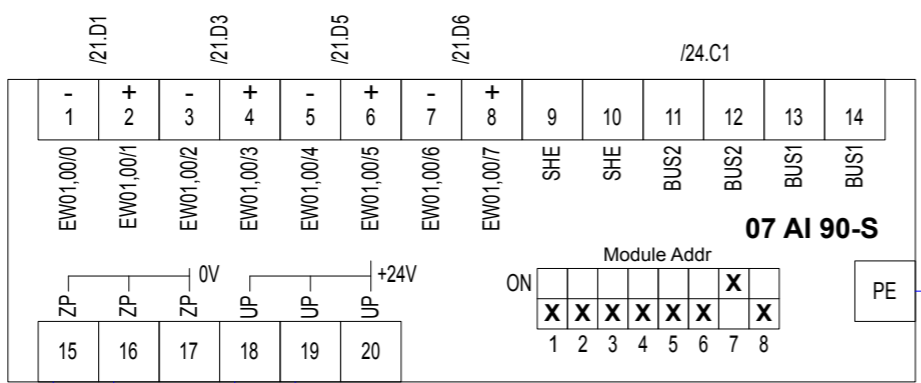 /21.D1 /21.D3 /21.D5 /21.D6 /24.C1
- + - + - + - +
1 2 3 4 5 6 7 8 9 10 11 12 13 14
EW01,00/0 EW01,00/1 EW01,00/2 EW01,00/3 EW01,00/4 EW01,00/5 EW01,00/6 EW01,00/7 SHE SHE BUS2 BUS2 BUS1 BUS1
07 AI 90-S
Module Addr
0V +24V
ON X
PE
ZP ZP ZP UP UP UP
X X X X X X X
1 2 3 4 5 6 7 8
15 16 17 18 19 20